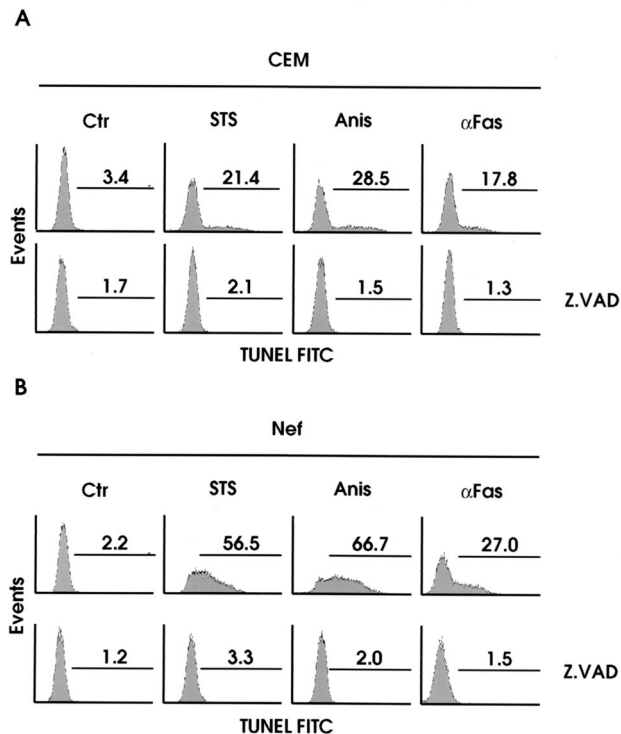 A
CEM
Ctr STS Anis αFas
Events
3.4 21.4 28.5 17.8
1.7 2.1 1.5 1.3 Z.VAD
TUNEL FITC
B
Nef
Ctr STS Anis αFas
Events
2.2 56.5 66.7 27.0
1.2 3.3 2.0 1.5 Z.VAD
TUNEL FITC